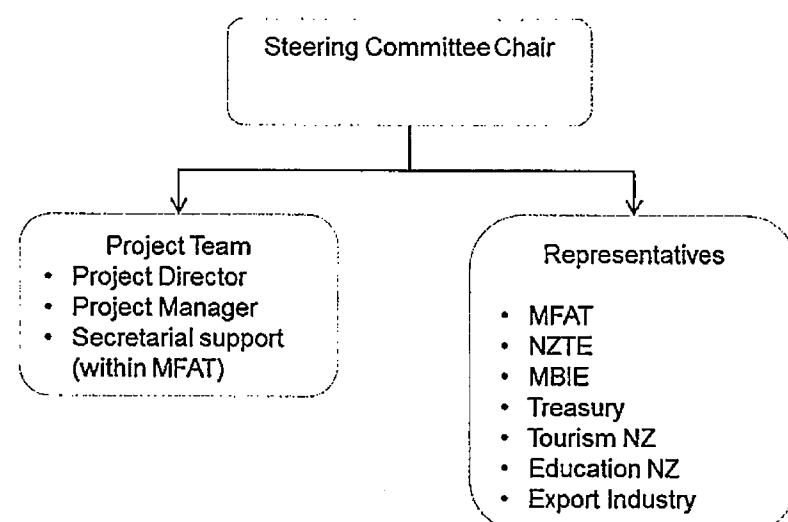 Steering Committee Chair
Project Team
• Project Director
• Project Manager
• Secretarial support
(within MFAT)
Representatives
• MFAT
• NZTE
• MBIE
• Treasury
• Tourism NZ
• Education NZ
• Export Industry